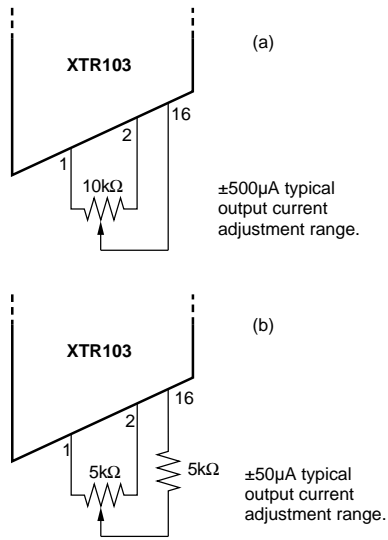 (a)
XTR103
16
2
1
10kΩ
±500µA typical
output current
adjustment range.
(b)
XTR103
16
2
1
5kΩ
5kΩ
±50µA typical
output current
adjustment range.